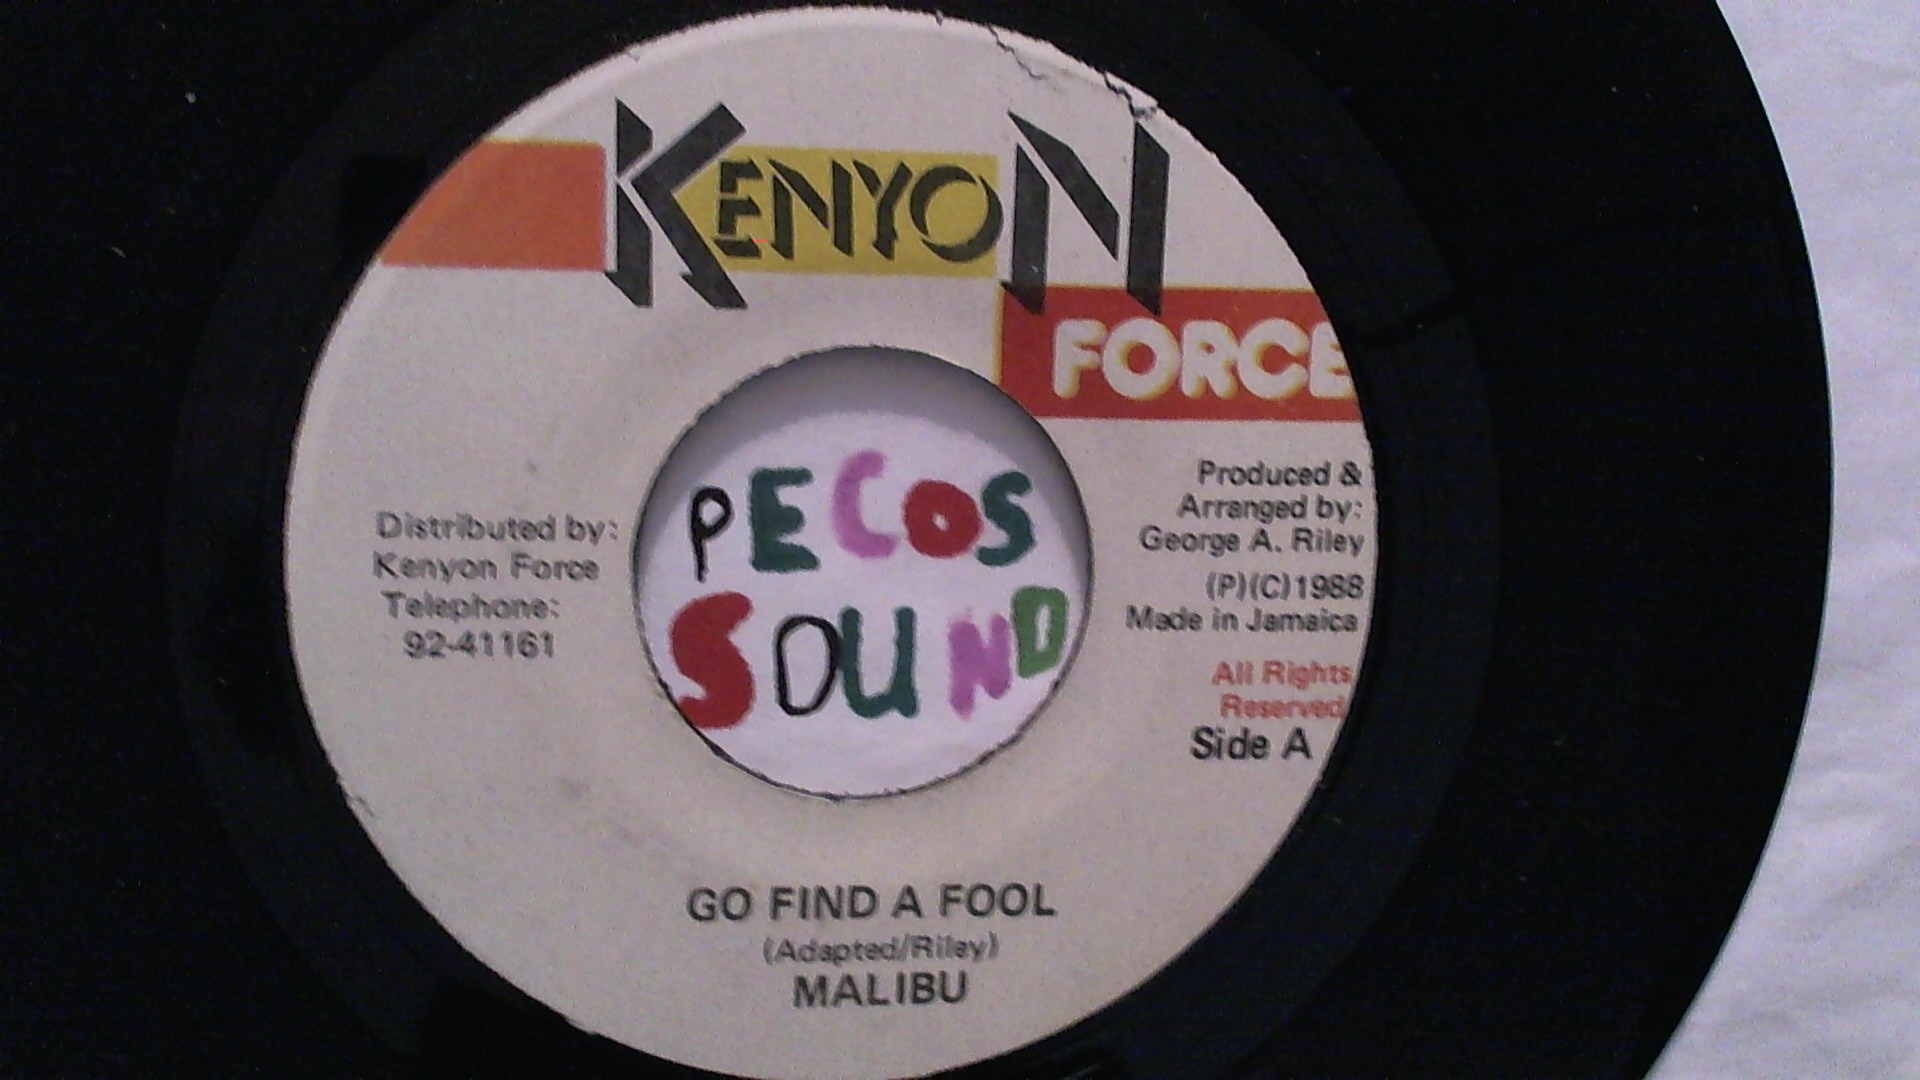 KENYON
FORCE
Distributed by:
Kenyon Force
Telephone:
92-41161
PECOS
SOUND
Produced &
Arranged by:
George A. Riley
(P)(C)1988
Made in Jamaica
All Rights
Reserved
Side A
GO FIND A FOOL
(Adapted/Riley)
MALIBU